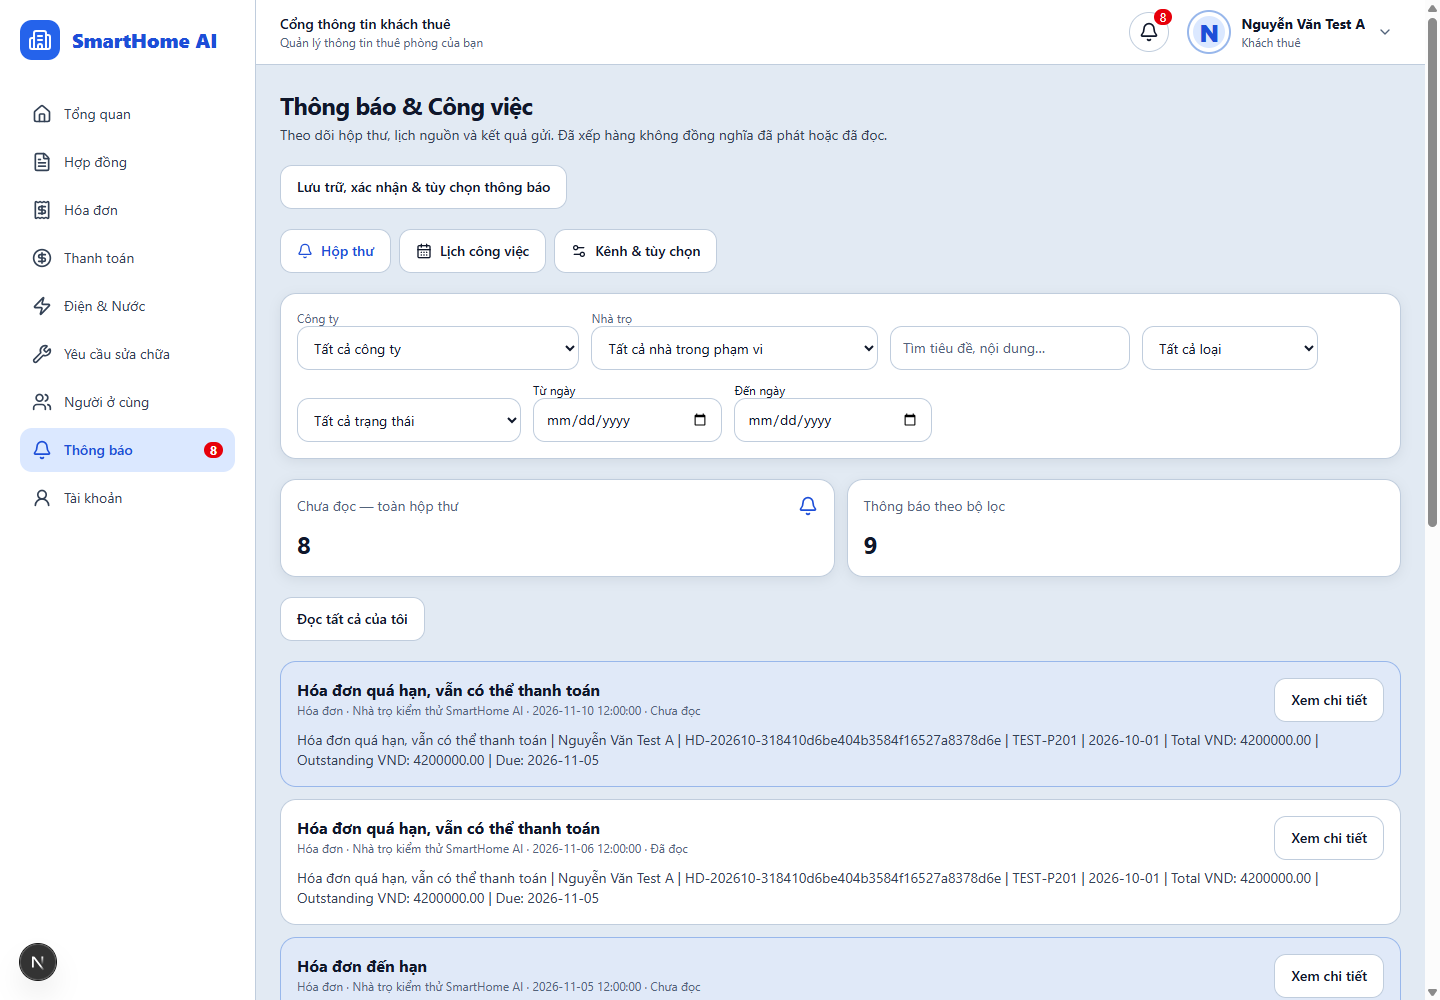 SmartHome AI
Tổng quan
Hợp đồng
Hóa đơn
Thanh toán
Điện & Nước
Yêu cầu sửa chữa
Người ở cùng
Thông báo
8
Tài khoản
N
Cổng thông tin khách thuê
Quản lý thông tin thuê phòng của bạn
8
N
Nguyễn Văn Test A
Khách thuê
Thông báo & Công việc
Theo dõi hộp thư, lịch nguồn và kết quả gửi. Đã xếp hàng không đồng nghĩa đã phát hoặc đã đọc.
Lưu trữ, xác nhận & tùy chọn thông báo
Hộp thư
Lịch công việc
Kênh & tùy chọn
Công ty
Tất cả công ty
Nhà trọ
Tất cả nhà trong phạm vi
Tìm tiêu đề, nội dung...
Tất cả loại
Tất cả trạng thái
Từ ngày
mm/dd/yyyy
Đến ngày
mm/dd/yyyy
Chưa đọc — toàn hộp thư
8
Thông báo theo bộ lọc
9
Đọc tất cả của tôi
Hóa đơn quá hạn, vẫn có thể thanh toán
Hóa đơn · Nhà trọ kiểm thử SmartHome AI · 2026-11-10 12:00:00 · Chưa đọc
Hóa đơn quá hạn, vẫn có thể thanh toán | Nguyễn Văn Test A | HD-202610-318410d6be404b3584f16527a8378d6e | TEST-P201 | 2026-10-01 | Total VND: 4200000.00 |
Outstanding VND: 4200000.00 | Due: 2026-11-05
Xem chi tiết
Hóa đơn quá hạn, vẫn có thể thanh toán
Hóa đơn · Nhà trọ kiểm thử SmartHome AI · 2026-11-06 12:00:00 · Đã đọc
Hóa đơn quá hạn, vẫn có thể thanh toán | Nguyễn Văn Test A | HD-202610-318410d6be404b3584f16527a8378d6e | TEST-P201 | 2026-10-01 | Total VND: 4200000.00 |
Outstanding VND: 4200000.00 | Due: 2026-11-05
Xem chi tiết
Hóa đơn đến hạn
Hóa đơn · Nhà trọ kiểm thử SmartHome AI · 2026-11-05 12:00:00 · Chưa đọc
Xem chi tiết